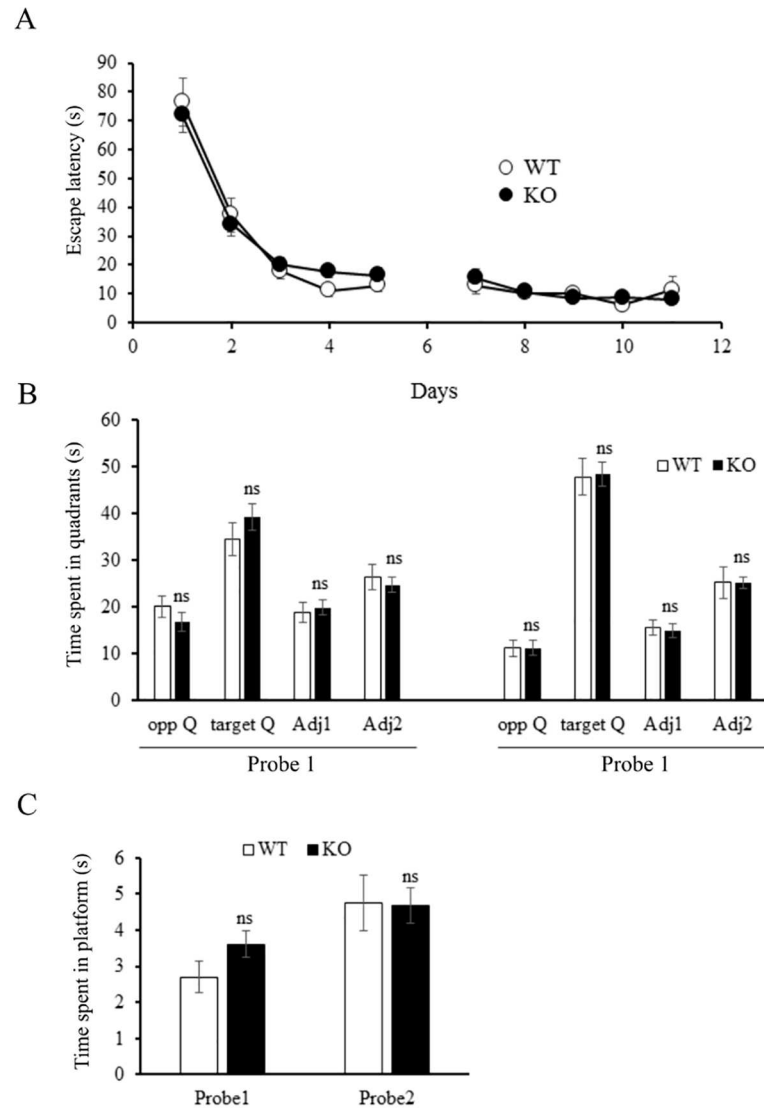 A
Escape latency (s)
90
80
70
60
50
40
30
20
10
0
WT
KO
0 2 4 6 8 10 12
Days
B
Time spent in quadrants (s)
60
50
40
30
20
10
0
WT KO
ns ns ns ns ns ns ns ns
opp Q target Q Adj1 Adj2 opp Q target Q Adj1 Adj2
Probe 1 Probe 1
C
Time spent in platform (s)
6
5
4
3
2
1
0
WT KO
ns ns
Probe1 Probe2